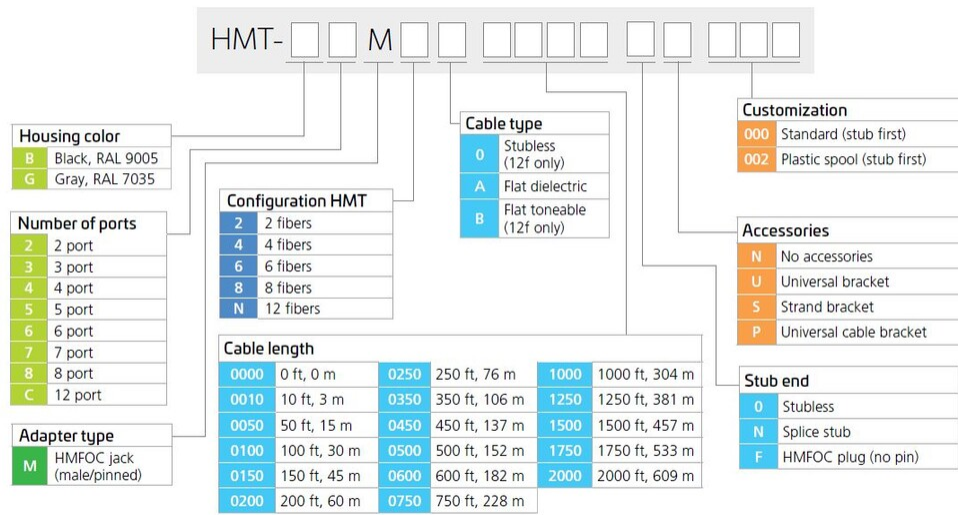 HMT- M
Housing color
B Black, RAL 9005
G Gray, RAL 7035
Number of ports
2 2 port
3 3 port
4 4 port
5 5 port
6 6 port
7 7 port
8 8 port
C 12 port
Adapter type
M HMFOC jack
(male/pinned)
Configuration HMT
2 2 fibers
4 4 fibers
6 6 fibers
8 8 fibers
N 12 fibers
Cable type
0 Stubless
(12f only)
A Flat dielectric
B Flat toneable
(12f only)
Cable length
0000 0 ft, 0 m 0250 250 ft, 76 m 1000 1000 ft, 304 m
0010 10 ft, 3 m 0350 350 ft, 106 m 1250 1250 ft, 381 m
0050 50 ft, 15 m 0450 450 ft, 137 m 1500 1500 ft, 457 m
0100 100 ft, 30 m 0500 500 ft, 152 m 1750 1750 ft, 533 m
0150 150 ft, 45 m 0600 600 ft, 182 m 2000 2000 ft, 609 m
0200 200 ft, 60 m 0750 750 ft, 228 m
Customization
000 Standard (stub first)
002 Plastic spool (stub first)
Accessories
N No accessories
U Universal bracket
S Strand bracket
P Universal cable bracket
Stub end
0 Stubless
N Splice stub
F HMFOC plug (no pin)